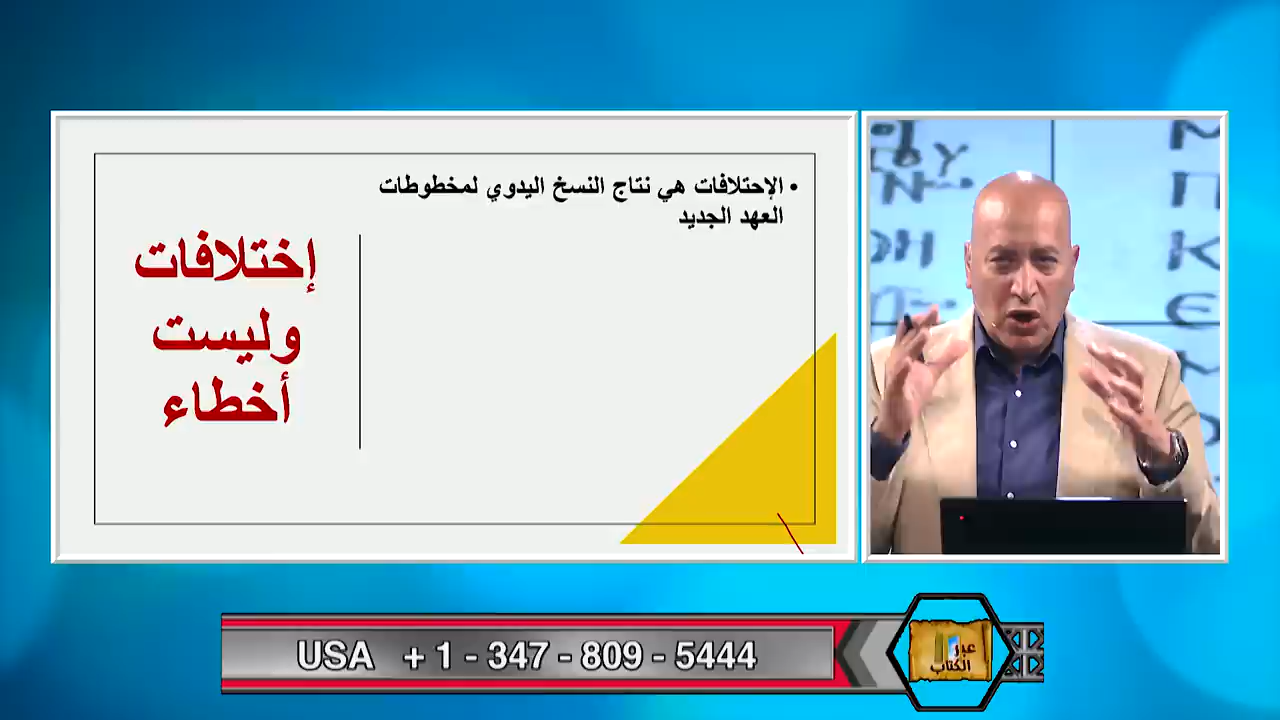 • الإحتلافات هي نتاج النسخ اليدوي لمخطوطات
العهد الجديد
إختلافات
وليست
أخطاء
USA + 1 - 347 - 809 - 5444
عبر
الكتاب